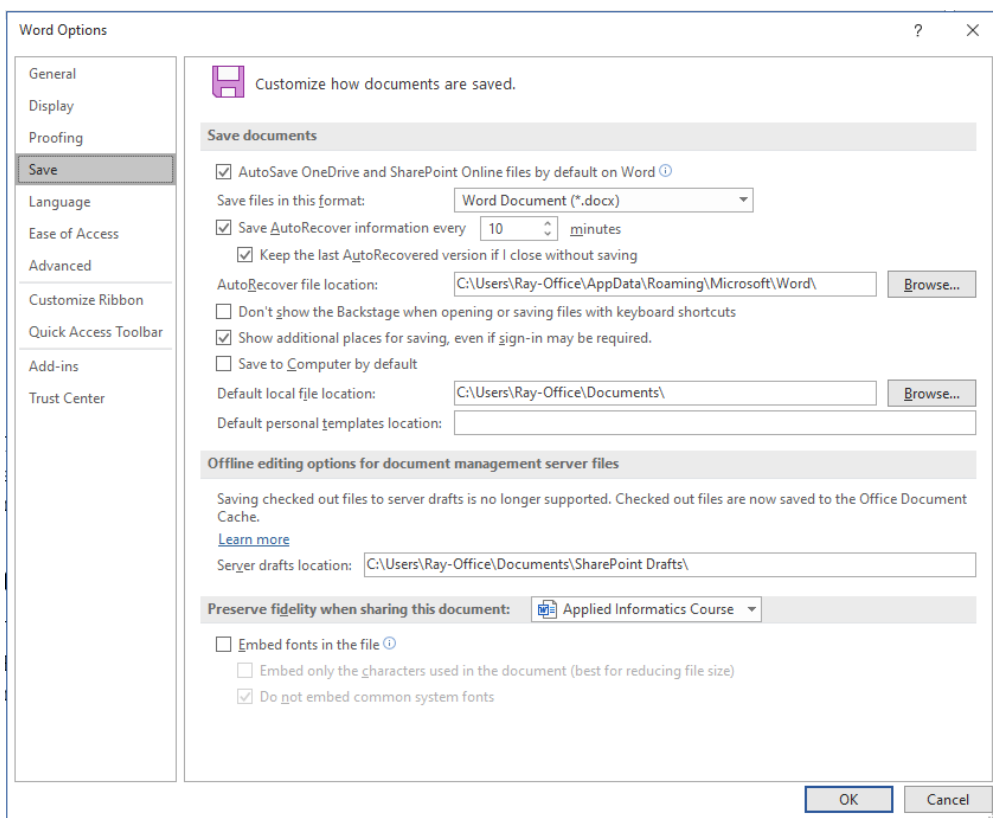 Word Options
?
General
Display
Proofing
Save
Language
Ease of Access
Advanced
Customize Ribbon
Quick Access Toolbar
Add-ins
Trust Center
Customize how documents are saved.
Save documents
AutoSave OneDrive and SharePoint Online files by default on Word
Save files in this format: Word Document (*.docx)
Save AutoRecover information every 10 minutes
Keep the last AutoRecovered version if I close without saving
AutoRecover file location: C:\Users\Ray-Office\AppData\Roaming\Microsoft\Word\ Browse...
Don't show the Backstage when opening or saving files with keyboard shortcuts
Show additional places for saving, even if sign-in may be required.
Save to Computer by default
Default local file location: C:\Users\Ray-Office\Documents\ Browse...
Default personal templates location:
Offline editing options for document management server files
Saving checked out files to server drafts is no longer supported. Checked out files are now saved to the Office Document
Cache.
Learn more
Server drafts location: C:\Users\Ray-Office\Documents\SharePoint Drafts\
Preserve fidelity when sharing this document: Applied Informatics Course
Embed fonts in the file
Embed only the characters used in the document (best for reducing file size)
Do not embed common system fonts
OK Cancel